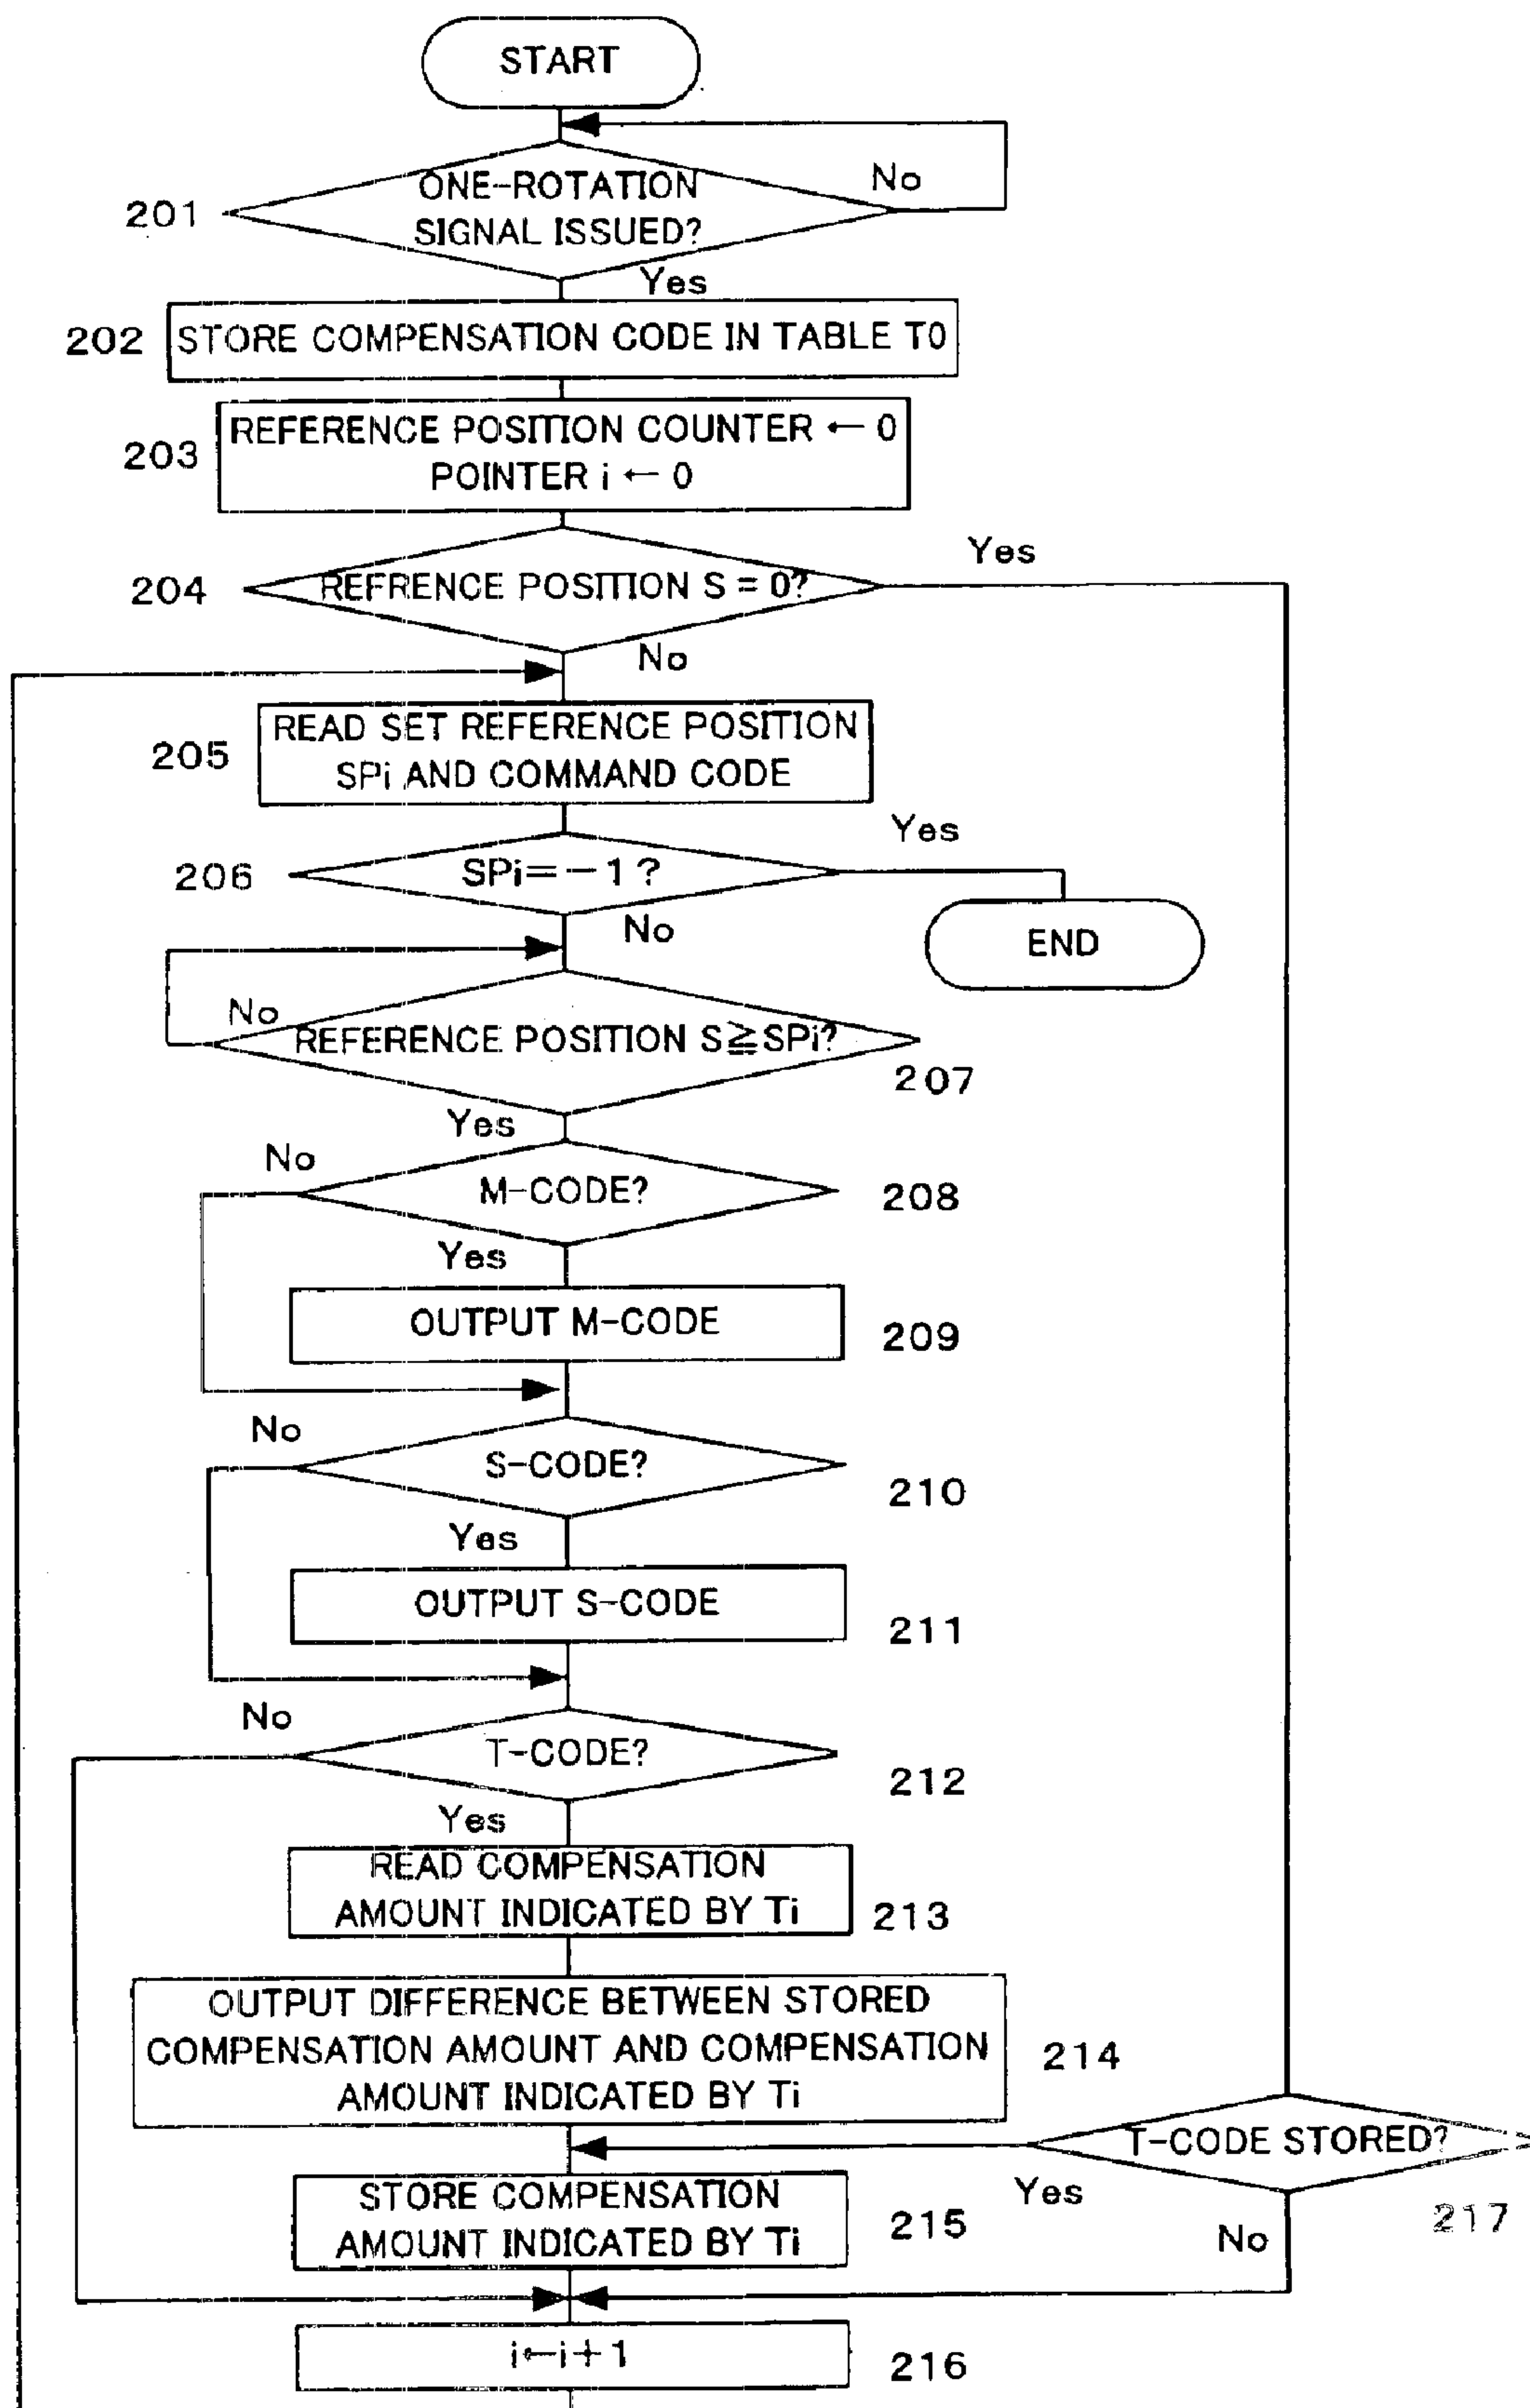 START
No
ONE-ROTATION
SIGNAL ISSUED?
201
Yes
202
STORE COMPENSATION CODE IN TABLE T0
203
REFERENCE POSITION COUNTER ← 0
POINTER i ← 0
Yes
204
REFRENCE POSITION S = 0?
No
205
READ SET REFERENCE POSITION
SPi AND COMMAND CODE
Yes
206
SPi=-1?
No
END
No
REFERENCE POSITION S≧SPi?
207
Yes
No
M-CODE?
208
Yes
OUTPUT M-CODE
209
No
S-CODE?
210
Yes
OUTPUT S-CODE
211
No
T-CODE?
212
Yes
READ COMPENSATION
AMOUNT INDICATED BY Ti
213
OUTPUT DIFFERENCE BETWEEN STORED
COMPENSATION AMOUNT AND COMPENSATION
AMOUNT INDICATED BY Ti
214
T-CODE STORED?
Yes
217
No
STORE COMPENSATION
AMOUNT INDICATED BY Ti
215
i←i+1
216